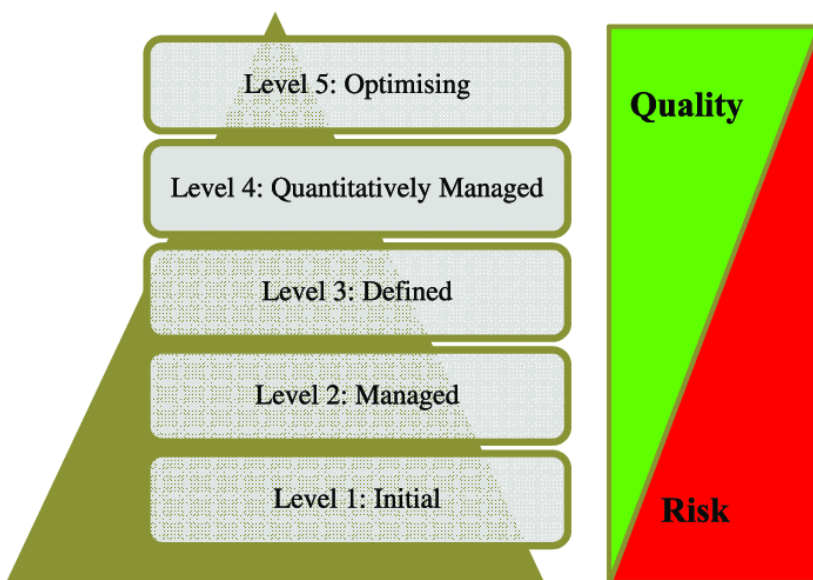 Level 5: Optimising
Quality
Level 4: Quantitatively Managed
Level 3: Defined
Level 2: Managed
Level 1: Initial
Risk